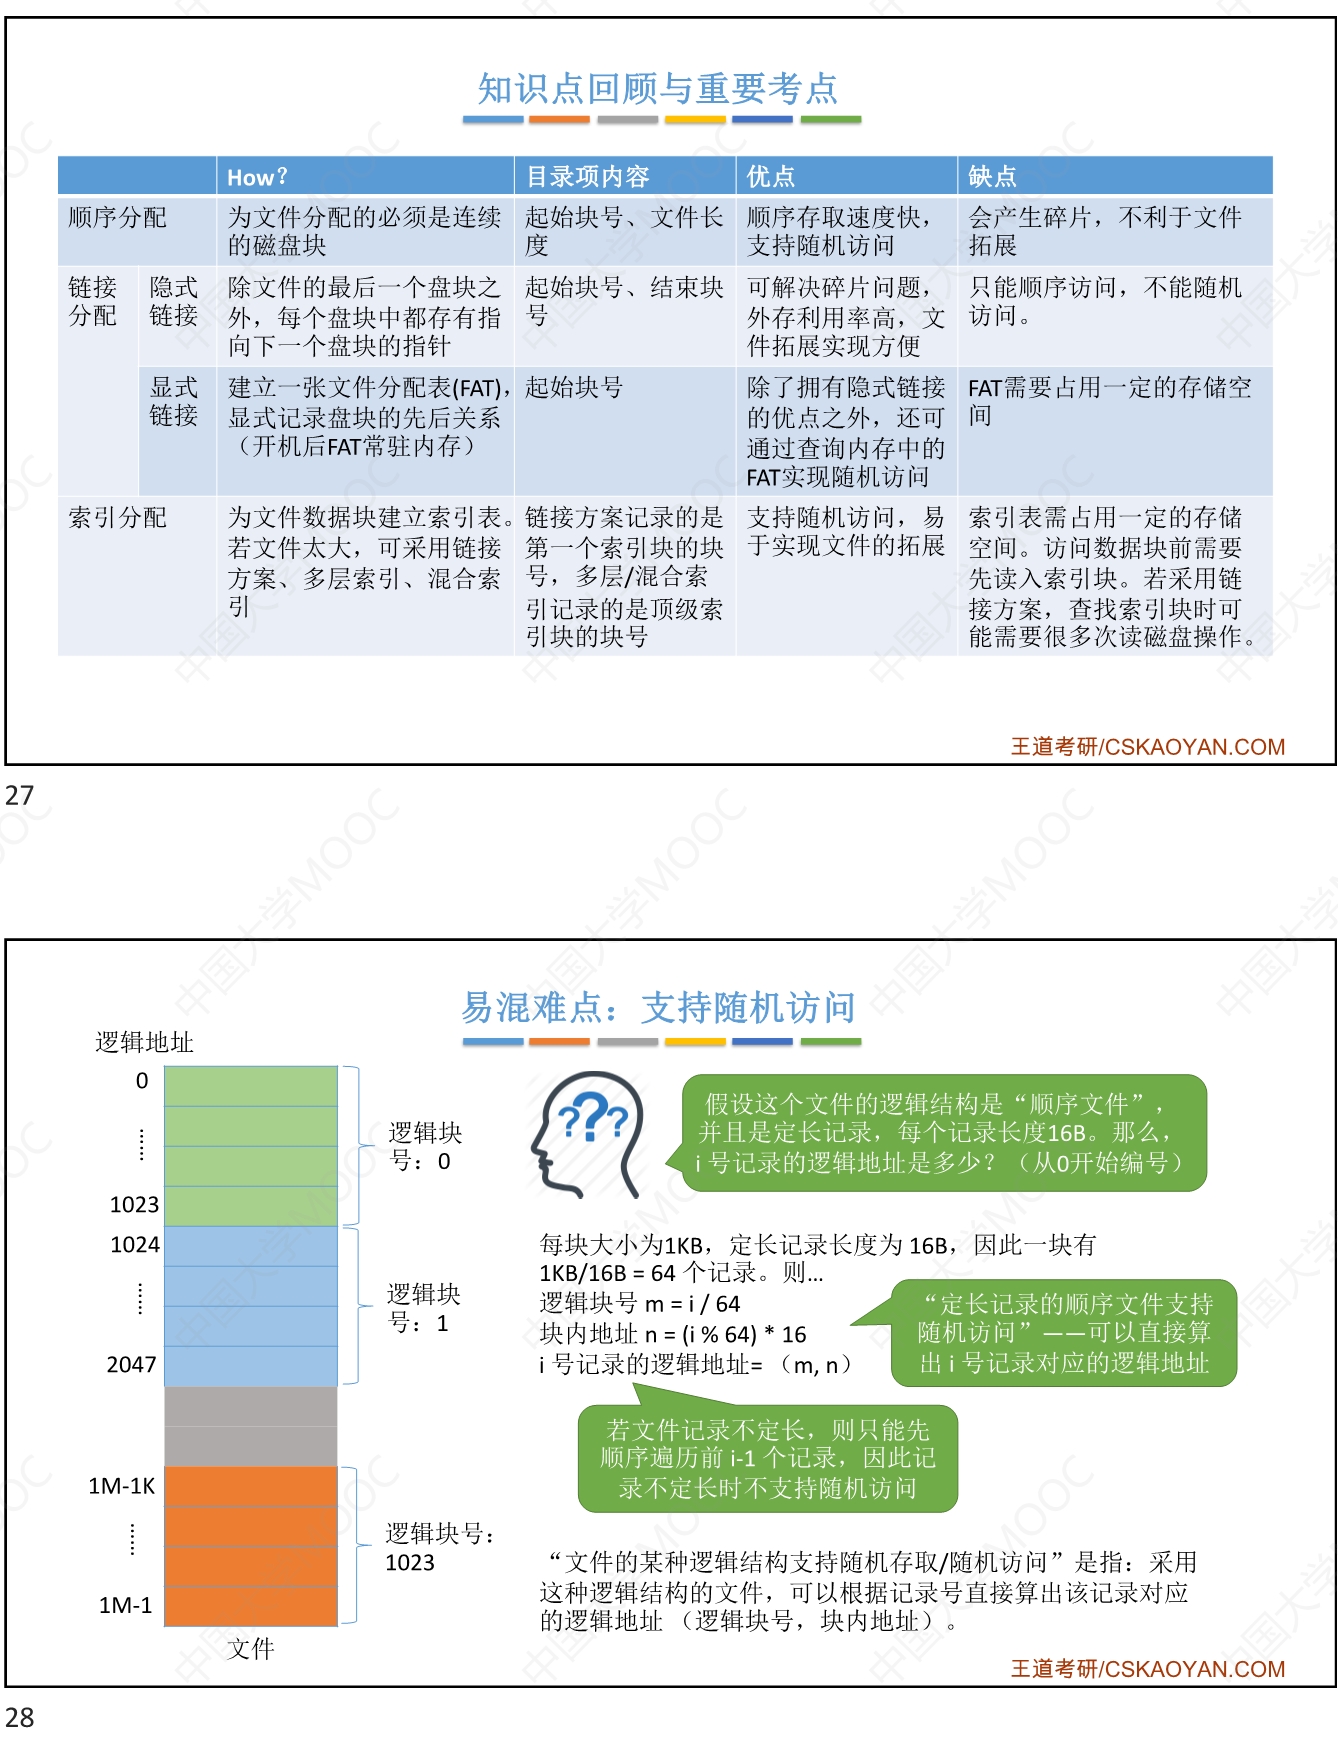 知识点回顾与重要考点
How？ 目录项内容 优点 缺点
顺序分配 为文件分配的必须是连续的磁盘块 起始块号、文件长度 顺序存取速度快，支持随机访问 会产生碎片，不利于文件拓展
链接分配 隐式链接 除文件的最后一个盘块之外，每个盘块中都存有指向下一个盘块的指针 起始块号、结束块号 可解决碎片问题，外存利用率高，文件拓展实现方便 只能顺序访问，不能随机访问。
显式链接 建立一张文件分配表(FAT)，显式记录盘块的先后关系（开机后FAT常驻内存） 起始块号 除了拥有隐式链接的优点之外，还可通过查询内存中的FAT实现随机访问 FAT需要占用一定的存储空间
索引分配 为文件数据块建立索引表。若文件太大，可采用链接方案、多层索引、混合索引 链接方案记录的是第一个索引块的块号，多层/混合索引记录的是顶级索引块的块号 支持随机访问，易于实现文件的拓展 索引表需占用一定的存储空间。访问数据块前需要先读入索引块。若采用链接方案，查找索引块时可能需要很多次读磁盘操作。
王道考研/CSKAOYAN.COM
27
易混难点：支持随机访问
逻辑地址
0
……
1023
1024
……
2047
1M-1K
……
1M-1
文件
逻辑块
号：0
逻辑块
号：1
逻辑块号：
1023
???
假设这个文件的逻辑结构是“顺序文件”，
并且是定长记录，每个记录长度16B。那么，
i 号记录的逻辑地址是多少？（从0开始编号）
每块大小为1KB，定长记录长度为 16B，因此一块有
1KB/16B = 64 个记录。则...
逻辑块号 m = i / 64
块内地址 n = (i % 64) * 16
i 号记录的逻辑地址= （m, n）
“定长记录的顺序文件支持
随机访问”——可以直接算
出 i 号记录对应的逻辑地址
若文件记录不定长，则只能先
顺序遍历前 i-1 个记录，因此记
录不定长时不支持随机访问
“文件的某种逻辑结构支持随机存取/随机访问”是指：采用
这种逻辑结构的文件，可以根据记录号直接算出该记录对应
的逻辑地址 （逻辑块号，块内地址）。
王道考研/CSKAOYAN.COM
28
中国大学MOOC